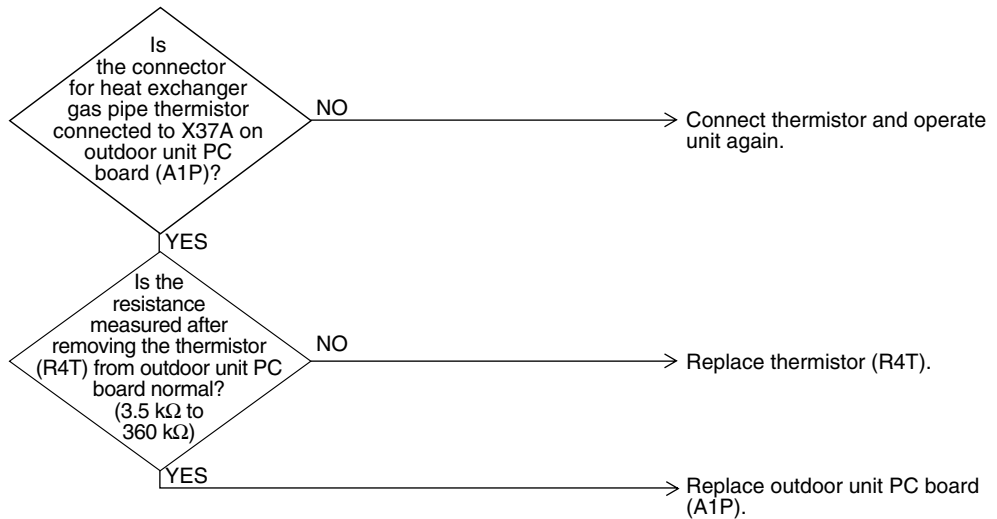 Is
the connector
for heat exchanger
gas pipe thermistor
connected to X37A on
outdoor unit PC
board (A1P)?
NO
Connect thermistor and operate
unit again.
YES
Is the
resistance
measured after
removing the thermistor
(R4T) from outdoor unit PC
board normal?
(3.5 kΩ to
360 kΩ)
NO
Replace thermistor (R4T).
YES
Replace outdoor unit PC board
(A1P).